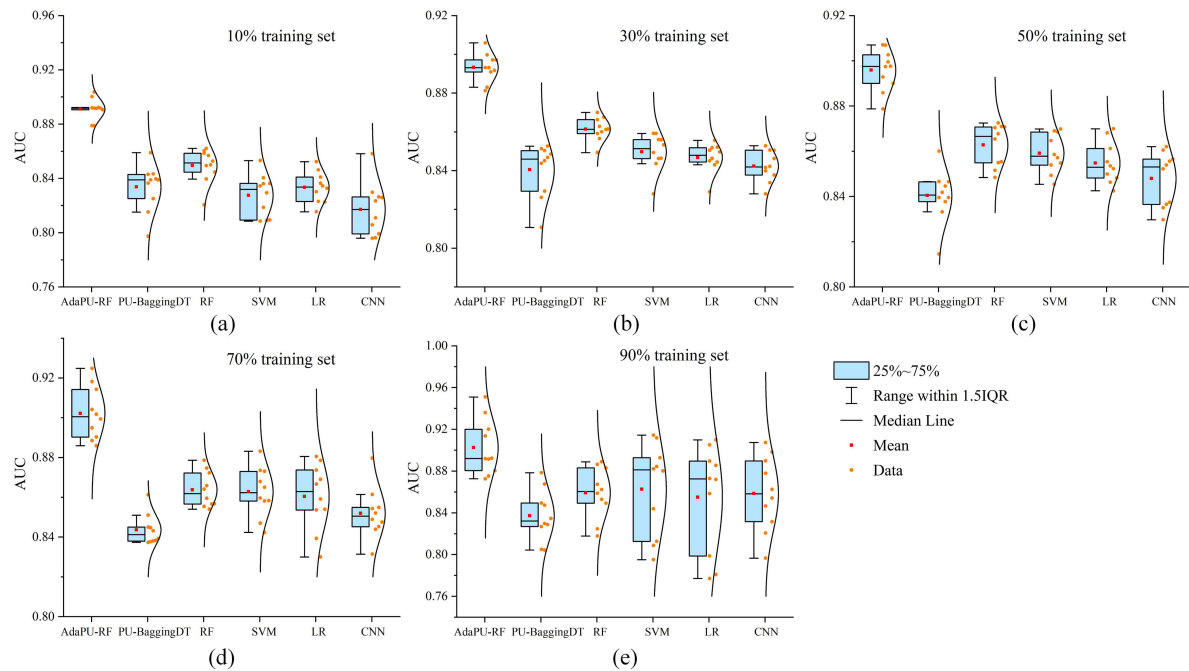 10% training set
AUC
0.96
0.92
0.88
0.84
0.80
0.76
AdaPU-RF PU-BaggingDT RF SVM LR CNN
(a)
30% training set
AUC
0.92
0.88
0.84
0.80
AdaPU-RF PU-BaggingDT RF SVM LR CNN
(b)
50% training set
AUC
0.92
0.88
0.84
0.80
AdaPU-RF PU-BaggingDT RF SVM LR CNN
(c)
70% training set
AUC
0.92
0.88
0.84
0.80
AdaPU-RF PU-BaggingDT RF SVM LR CNN
(d)
90% training set
AUC
1.00
0.96
0.92
0.88
0.84
0.80
0.76
AdaPU-RF PU-BaggingDT RF SVM LR CNN
(e)
25%~75%
Range within 1.5IQR
Median Line
Mean
Data